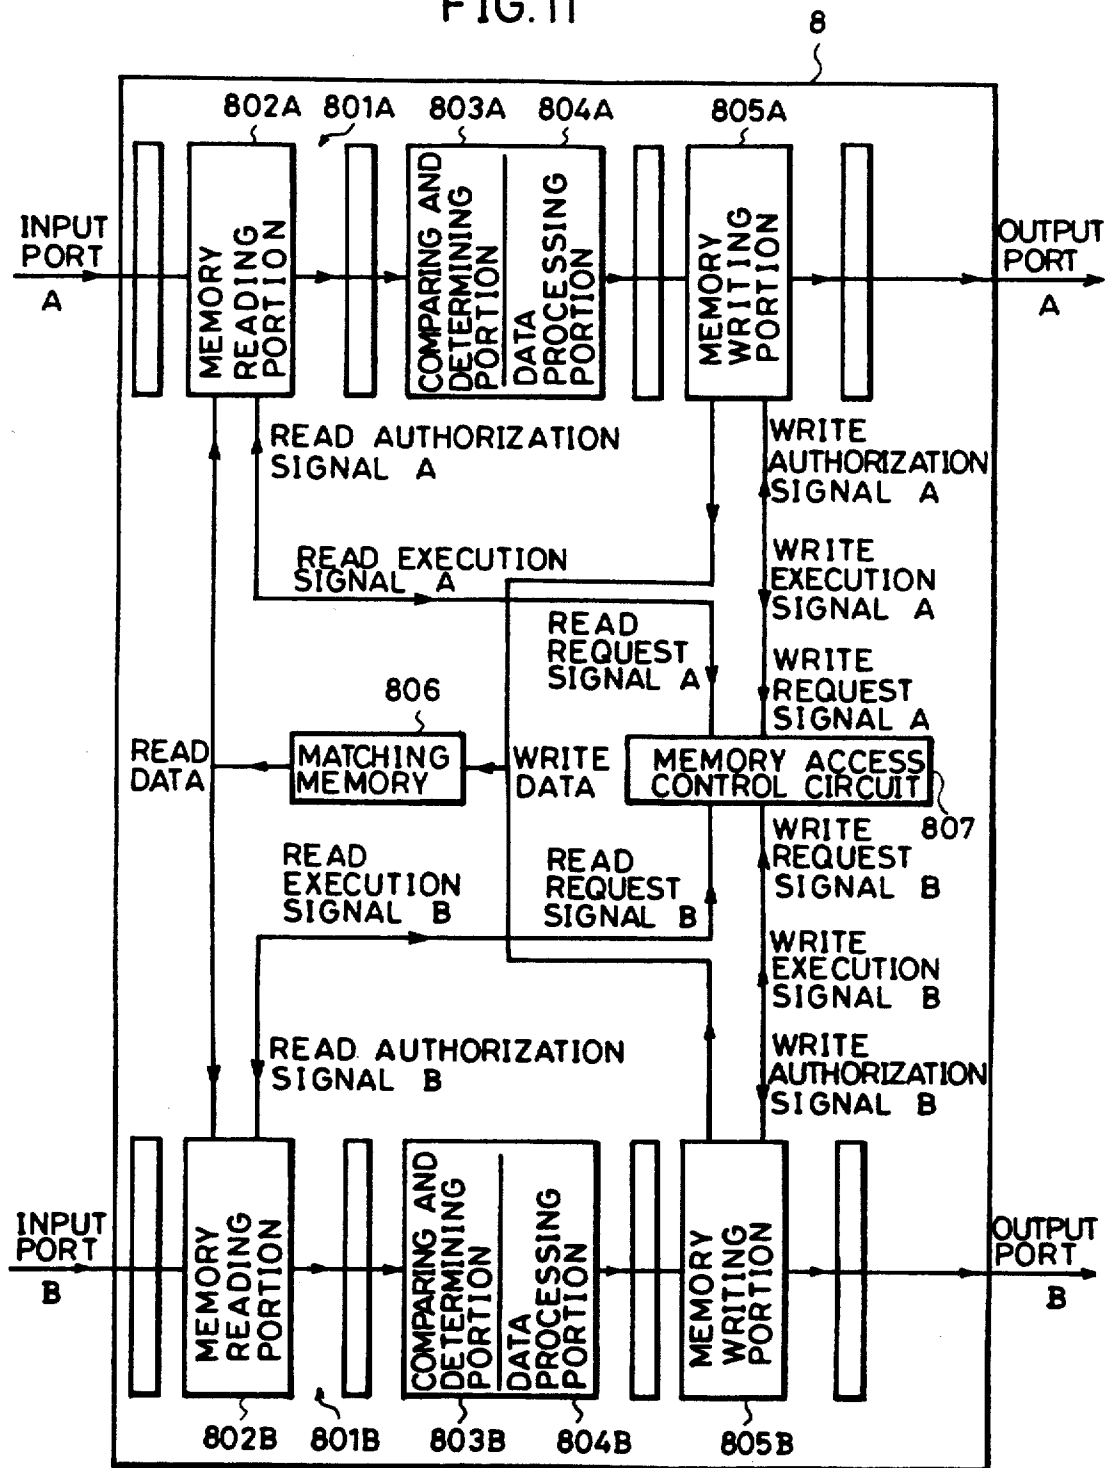 FIG. 11
8
802A 801A 803A 804A 805A
INPUT
PORT
A
MEMORY
READING
PORTION
COMPARING AND
DETERMINING
PORTION
DATA
PROCESSING
PORTION
MEMORY
WRITING
PORTION
OUTPUT
PORT
A
READ AUTHORIZATION
SIGNAL A
WRITE
AUTHORIZATION
SIGNAL A
READ EXECUTION
SIGNAL A
WRITE
EXECUTION
SIGNAL A
READ
REQUEST
SIGNAL A
WRITE
REQUEST
SIGNAL A
806
READ
DATA
MATCHING
MEMORY
WRITE
DATA
MEMORY ACCESS
CONTROL CIRCUIT
807
READ
EXECUTION
SIGNAL B
READ
REQUEST
SIGNAL B
WRITE
REQUEST
SIGNAL B
WRITE
EXECUTION
SIGNAL B
READ AUTHORIZATION
SIGNAL B
WRITE
AUTHORIZATION
SIGNAL B
INPUT
PORT
B
MEMORY
READING
PORTION
COMPARING AND
DETERMINING
PORTION
DATA
PROCESSING
PORTION
MEMORY
WRITING
PORTION
OUTPUT
PORT
B
802B 801B 803B 804B 805B